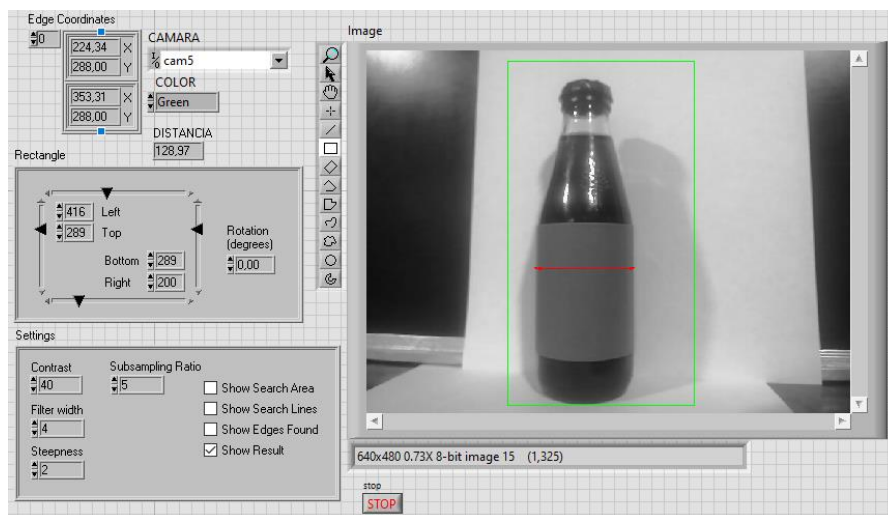 Edge Coordinates
0
224,34 X
288,00 Y
353,31 X
288,00 Y
CAMARA
I/0 cam5
COLOR
Green
DISTANCIA
128,97
Rectangle
416 Left
289 Top
Bottom 289
Right 200
Rotation
(degrees)
0,00
Settings
Contrast
40
Subsampling Ratio
5
Filter width
4
Steepness
2
Show Search Area
Show Search Lines
Show Edges Found
Show Result
Image
640x480 0.73X 8-bit image 15 (1,325)
stop
STOP